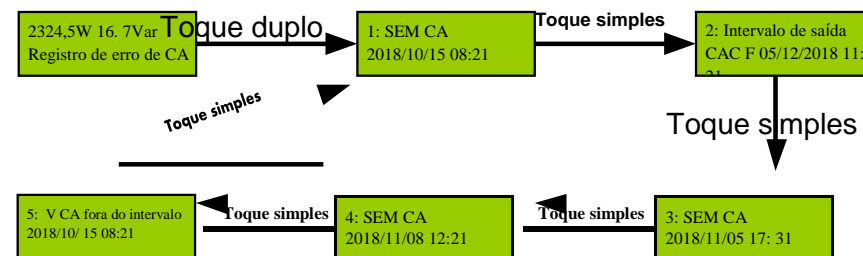 2324,5W 16. 7Var
Registro de erro de CA
Toque duplo
1: SEM CA
2018/10/15 08:21
Toque simples
2: Intervalo de saída
CAC F 05/12/2018 11:
21
Toque simples
Toque simples
5: V CA fora do intervalo
2018/10/ 15 08:21
Toque simples
4: SEM CA
2018/11/08 12:21
Toque simples
3: SEM CA
2018/11/05 17: 31